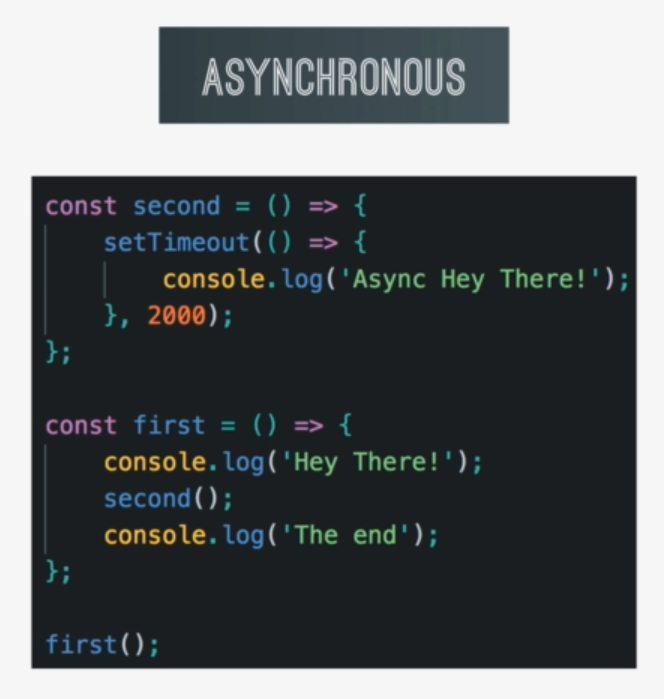 ASYNCHRONOUS
const second = () => {
    setTimeout(() => {
        console.log('Async Hey There!');
    }, 2000);
};
const first = () => {
    console.log('Hey There!');
    second();
    console.log('The end');
};
first();